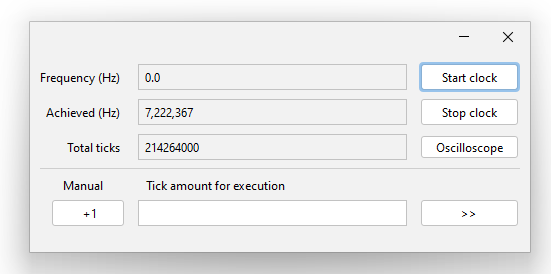 Frequency (Hz) 0.0 Start clock
Achieved (Hz) 7,222,367 Stop clock
Total ticks 214264000 Oscilloscope
Manual Tick amount for execution
+1 >>